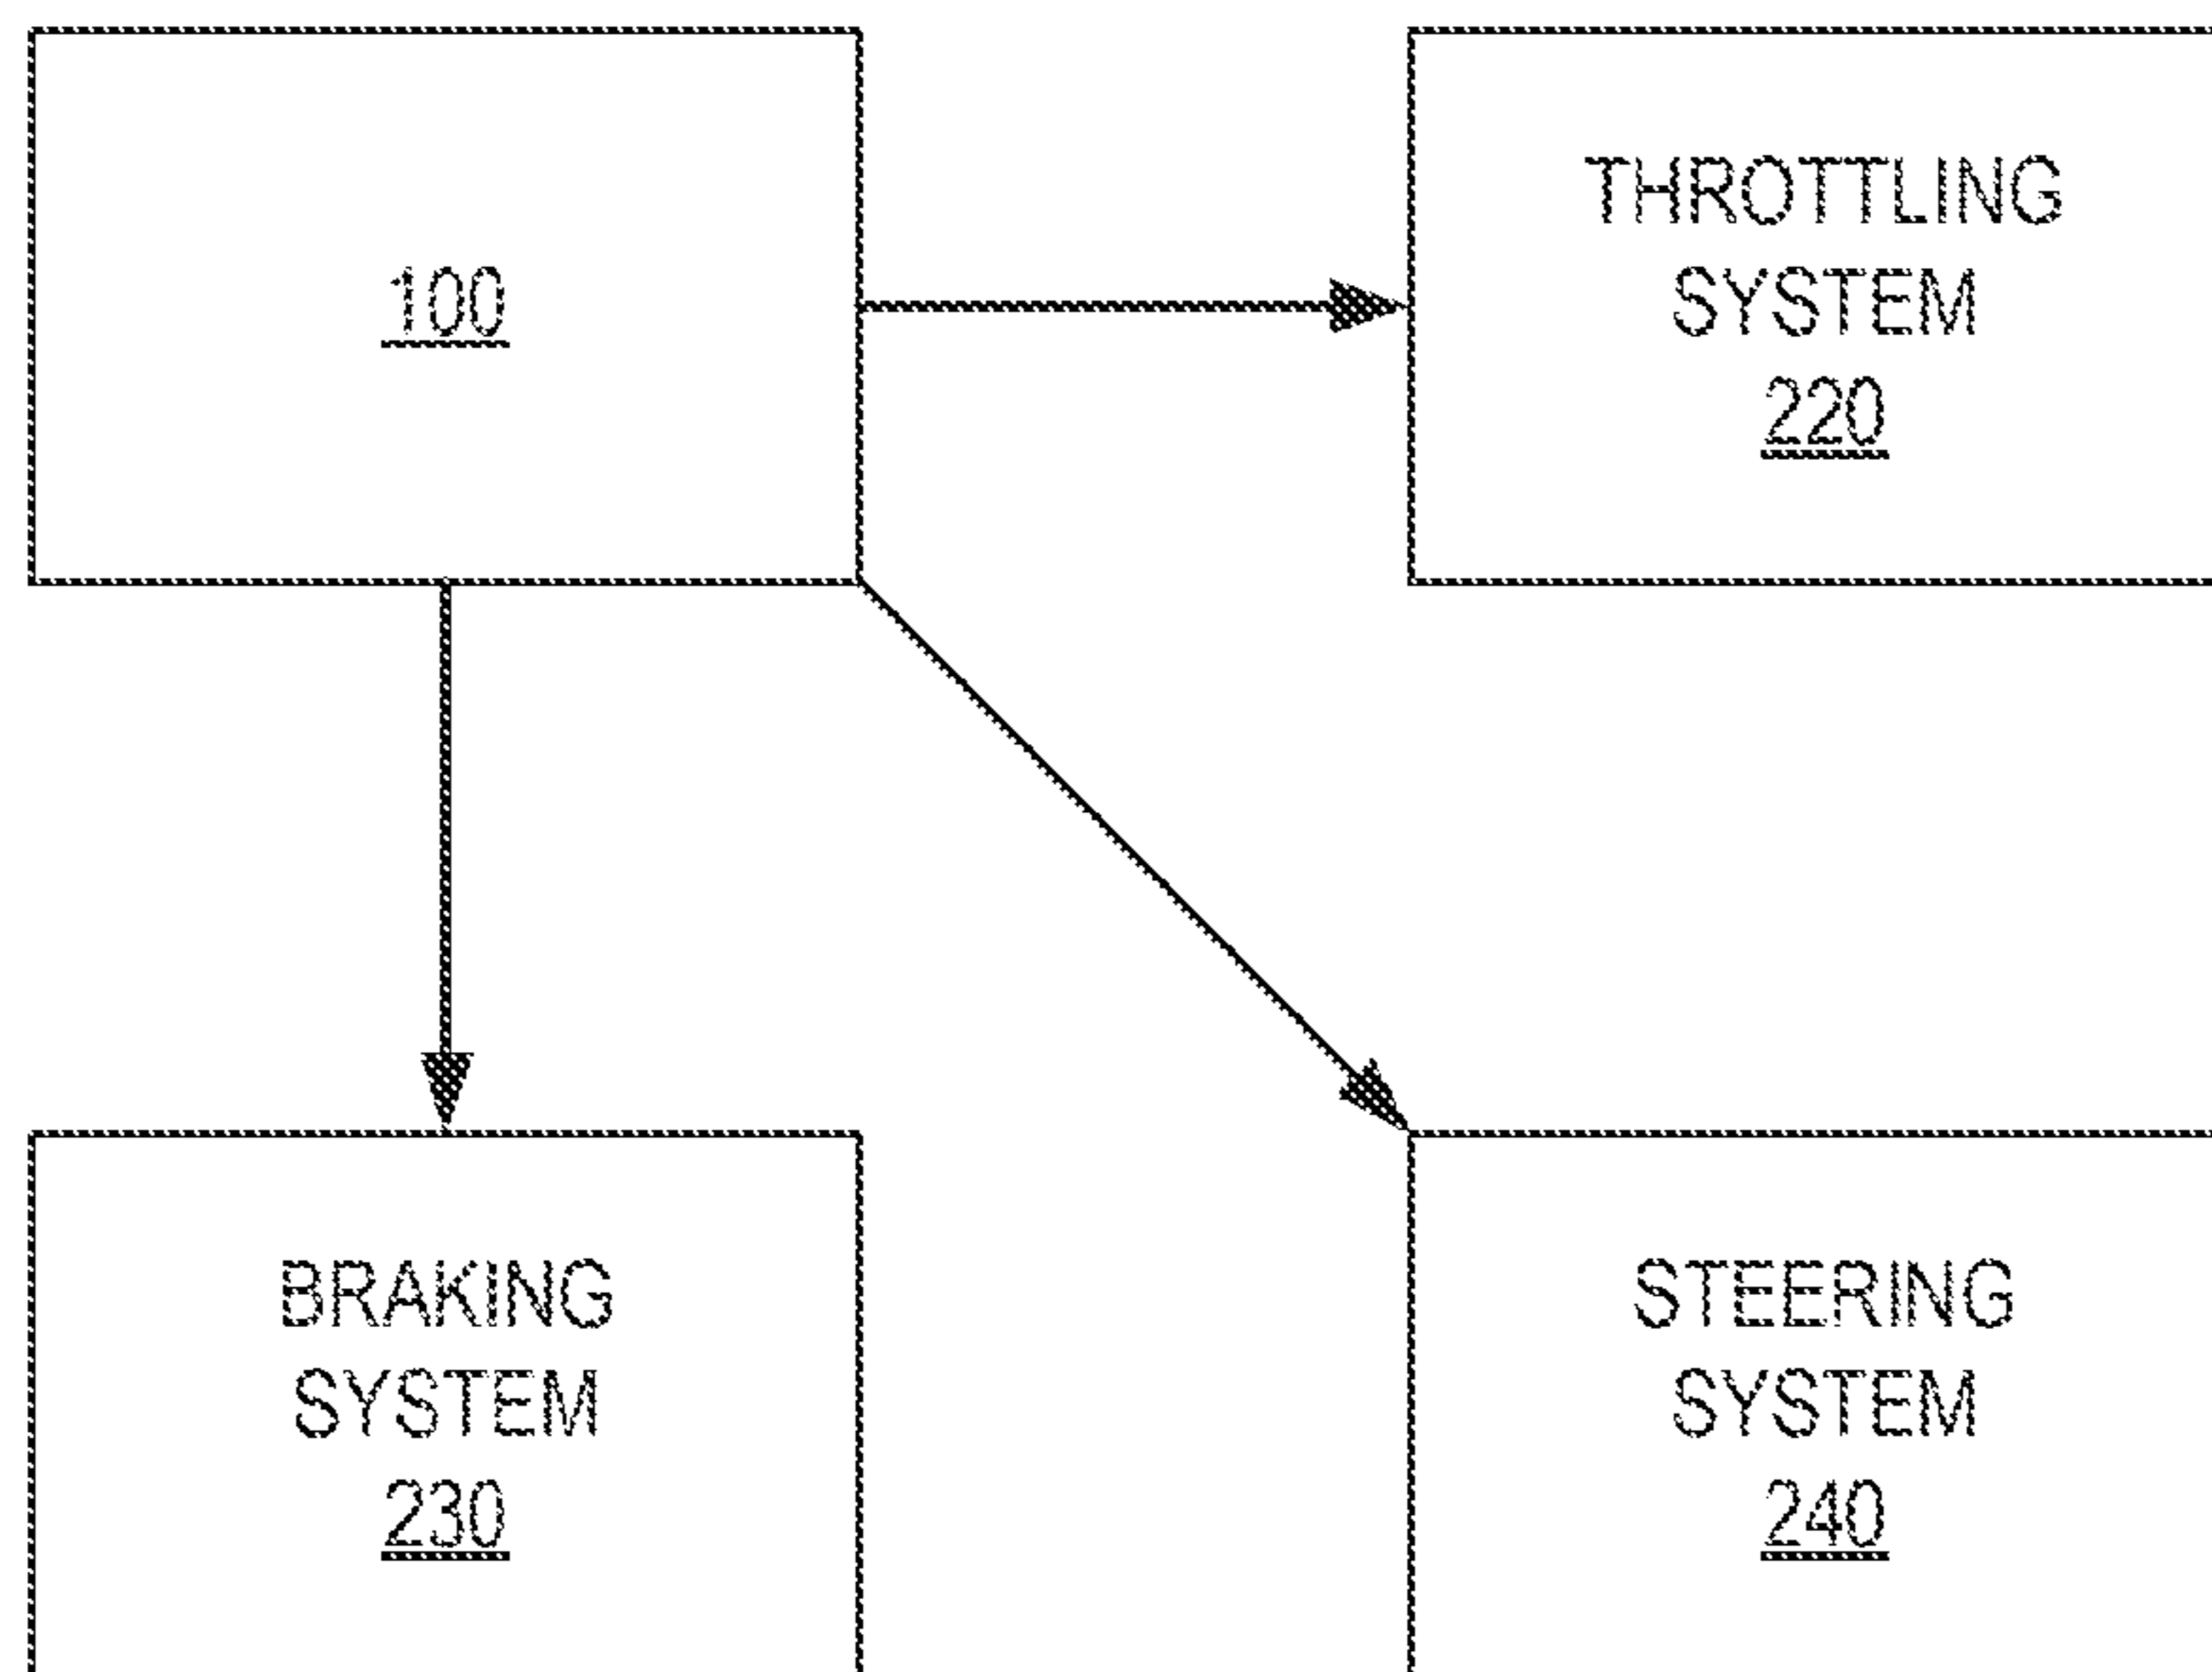 100
THROTTLING
SYSTEM
220
BRAKING
SYSTEM
230
STEERING
SYSTEM
240